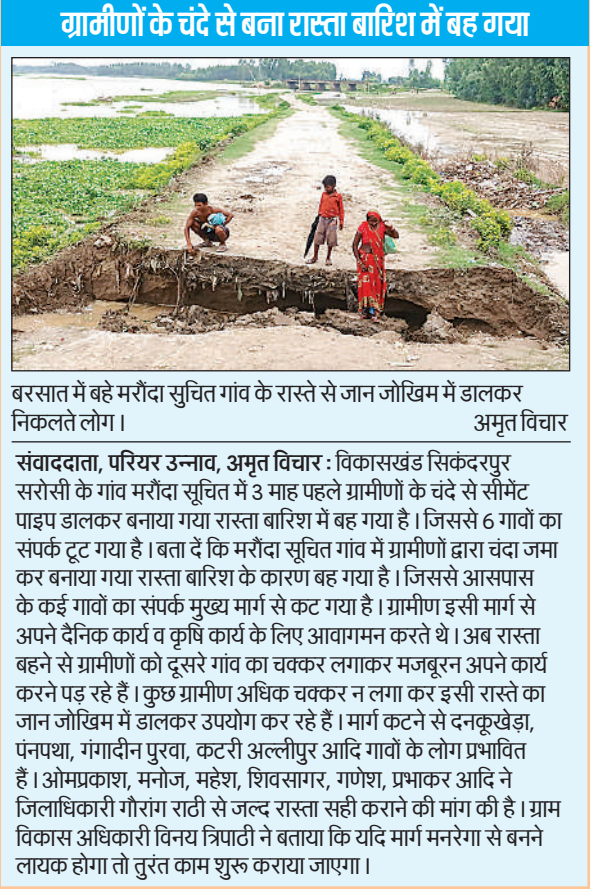 ग्रामीणों के चंदे से बना रास्ता बारिश में बह गया
बरसात में बहे मरौंदा सुचित गांव के रास्ते से जान जोखिम में डालकर
निकलते लोग। अमृत विचार
संवाददाता, परियर उन्नाव, अमृत विचार : विकासखंड सिकंदरपुर
सरोसी के गांव मरौंदा सूचित में 3 माह पहले ग्रामीणों के चंदे से सीमेंट
पाइप डालकर बनाया गया रास्ता बारिश में बह गया है। जिससे 6 गावों का
संपर्क टूट गया है। बता दें कि मरौंदा सूचित गांव में ग्रामीणों द्वारा चंदा जमा
कर बनाया गया रास्ता बारिश के कारण बह गया है। जिससे आसपास
के कई गावों का संपर्क मुख्य मार्ग से कट गया है। ग्रामीण इसी मार्ग से
अपने दैनिक कार्य व कृषि कार्य के लिए आवागमन करते थे। अब रास्ता
बहने से ग्रामीणों को दूसरे गांव का चक्कर लगाकर मजबूरन अपने कार्य
करने पड़ रहे हैं। कुछ ग्रामीण अधिक चक्कर न लगा कर इसी रास्ते का
जान जोखिम में डालकर उपयोग कर रहे हैं। मार्ग कटने से दनकूखेड़ा,
पंनपथा, गंगादीन पुरवा, कटरी अल्लीपुर आदि गावों के लोग प्रभावित
हैं। ओमप्रकाश, मनोज, महेश, शिवसागर, गणेश, प्रभाकर आदि ने
जिलाधिकारी गौरांग राठी से जल्द रास्ता सही कराने की मांग की है। ग्राम
विकास अधिकारी विनय त्रिपाठी ने बताया कि यदि मार्ग मनरेगा से बनने
लायक होगा तो तुरंत काम शुरू कराया जाएगा।